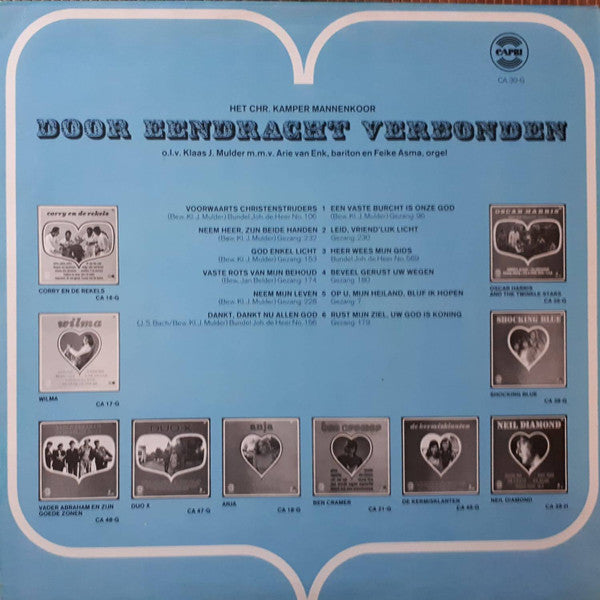 CAPRI
CA 30-G
HET CHR. KAMPER MANNENKOOR
DOOR EENDRACHT VERBONDEN
o.l.v. Klaas J. Mulder m.m.v. Arie van Enk, bariton en Feike Asma, orgel
VOORWAARTS CHRISTENSTRIJDERS 1 EEN VASTE BURCHT IS ONZE GOD
(Bew. Kl. J. Mulder) Bundel Joh. de Heer No. 106 (Bew. Kl. J. Mulder) Gezang: 96
NEEM HEER, ZIJN BEIDE HANDEN 2 LEID, VRIEND'LIJK LICHT
(Bew. Kl. J. Mulder) Gezang: 232 Gezang: 230
GOD ENKEL LICHT 3 HEER WEES MIJN GIDS
(Bew. Kl. J. Mulder) Gezang: 153 Bundel Joh. de Heer No. 569
VASTE ROTS VAN MIJN BEHOUD 4 BEVEEL GERUST UW WEGEN
(Bew. Jan Belder) Gezang: 174 Gezang: 180
NEEM MIJN LEVEN 5 OP U, MIJN HEILAND, BLIJF IK HOPEN
(Bew. Kl. J. Mulder) Gezang: 228 Gezang: 7
DANKT, DANKT NU ALLEN GOD 6 RUST MIJN ZIEL, UW GOD IS KONING
(J.S. Bach/Bew. Kl. J. Mulder) Bundel Joh. de Heer No. 156 Gezang: 179
corry en de rekels
CORRY EN DE REKELS
CA 16-G
OSCAR HARRIS
OSCAR HARRIS
AND THE TWINKLE STARS
wilma
WILMA
CA 17-G
SHOCKING BLUE
SHOCKING BLUE
VADER ABRAHAM EN ZIJN
GOEDE ZONEN
CA 48-G
DUO X
DUO X
CA 47-G
anja
ANJA
CA 18-G
ben cramer
BEN CRAMER
CA 21-G
de kermisklanten
DE KERMISKLANTEN
NEIL DIAMOND
NEIL DIAMOND